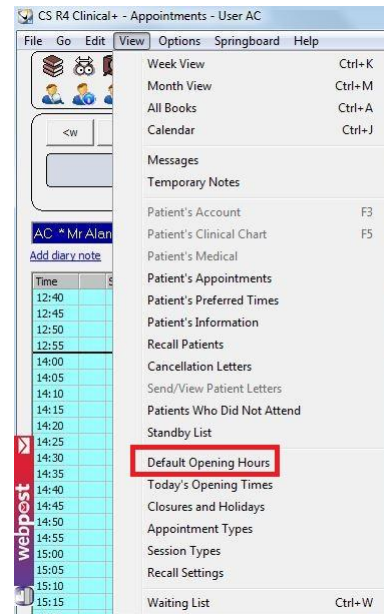 CS R4 Clinical+ - Appointments - User AC
File Go Edit View Options Springboard Help
Week View Ctrl+K
Month View Ctrl+M
All Books Ctrl+A
Calendar Ctrl+J
Messages
Temporary Notes
Patient's Account F3
Patient's Clinical Chart F5
Patient's Medical
Patient's Appointments
Patient's Preferred Times
Patient's Information
Recall Patients
Cancellation Letters
Send/View Patient Letters
Patients Who Did Not Attend
Standby List
Default Opening Hours
Today's Opening Times
Closures and Holidays
Appointment Types
Session Types
Recall Settings
Waiting List Ctrl+W
<w
AC * Mr Alan
Add diary note
Time S
12:40
12:45
12:50
12:55
14:00
14:05
14:10
14:15
14:20
14:25
14:30
14:35
14:40
14:45
14:50
14:55
15:00
15:05
15:10
15:15
webpost